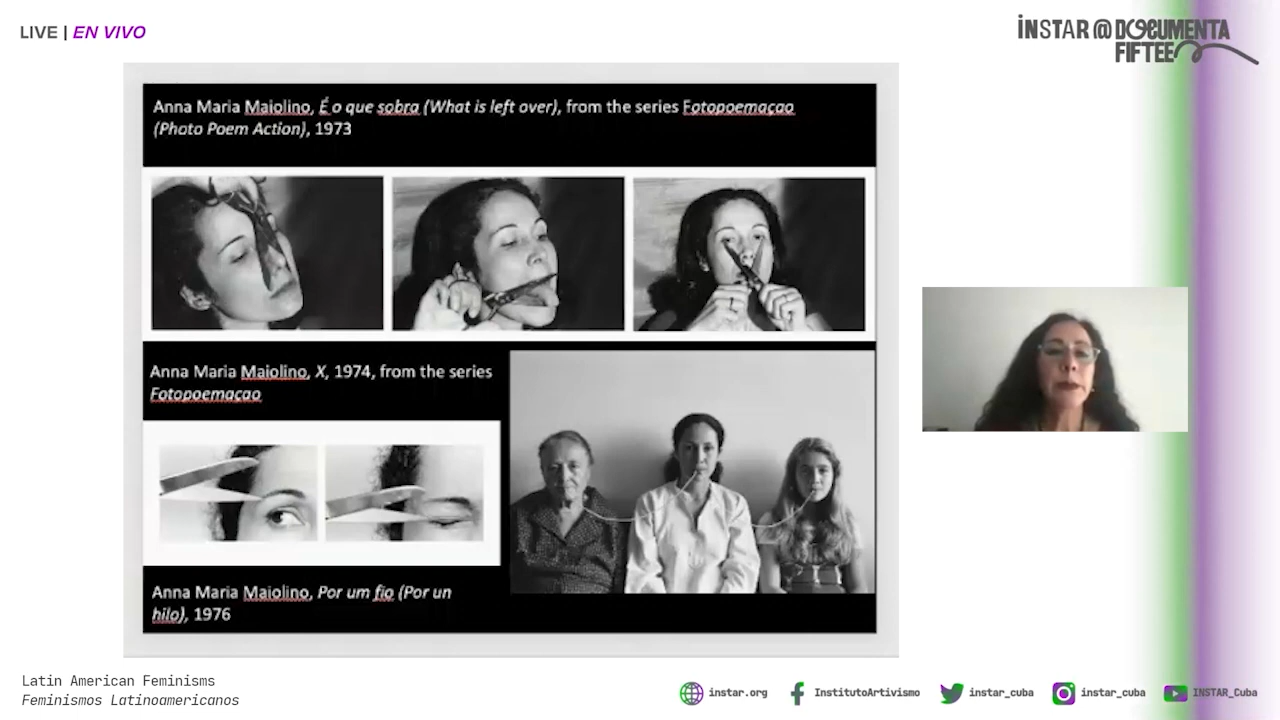 LIVE | EN VIVO
INSTAR @ DOCUMENTA
FIFTEE
Anna Maria Maiolino, É o que sobra (What is left over), from the series Fotopoemaçao
(Photo Poem Action), 1973
Anna Maria Maiolino, X, 1974, from the series
Fotopoemaçao
Anna Maria Maiolino, Por um fio (Por un
hilo), 1976
Latin American Feminisms
Feminismos Latinoamericanos
instar.org InstitutoArtivismo instar_cuba instar_cuba INSTAR_Cuba